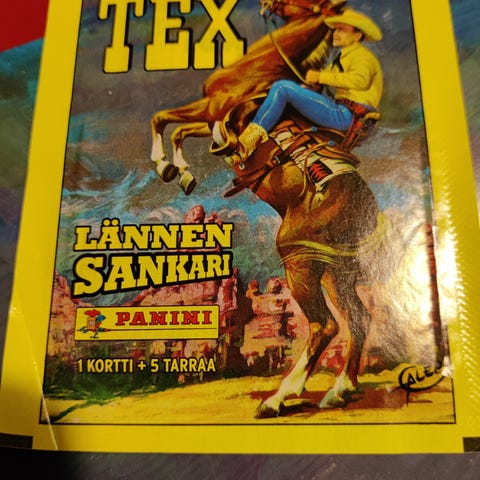 TEX
LÄNNEN
SANKARI
PANINI
1 KORTTI + 5 TARRAA